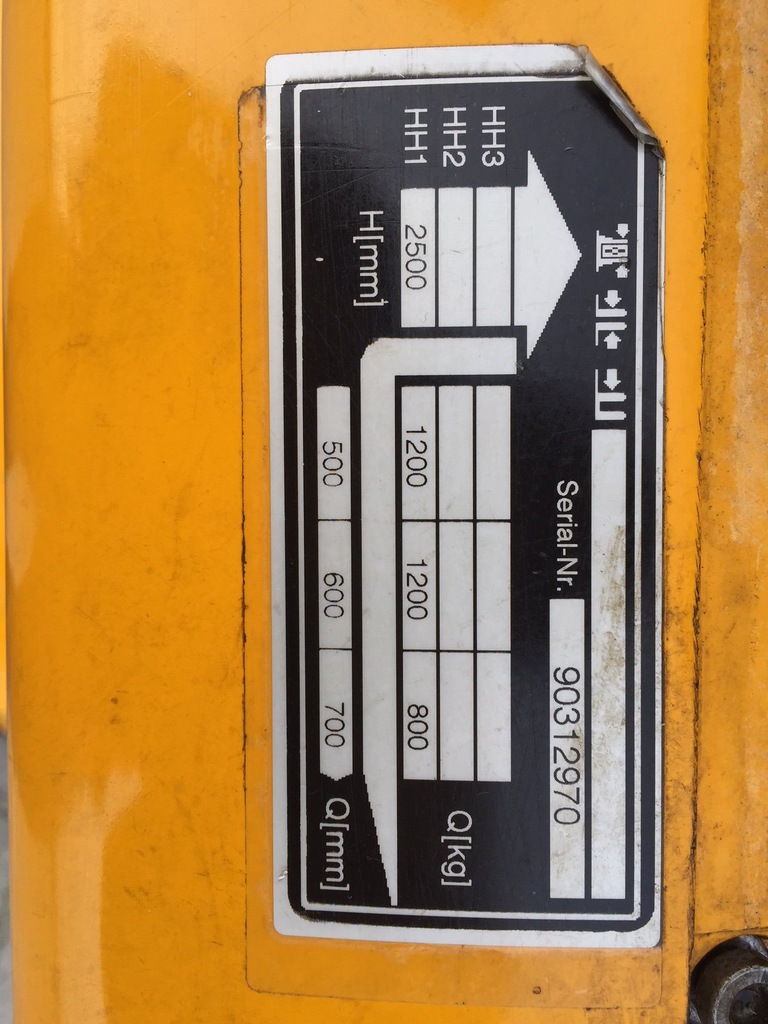 Serial-Nr. 90312970
HH3
HH2
HH1 2500 1200 1200 800 Q[kg]
H[mm]
500 600 700 Q[mm]